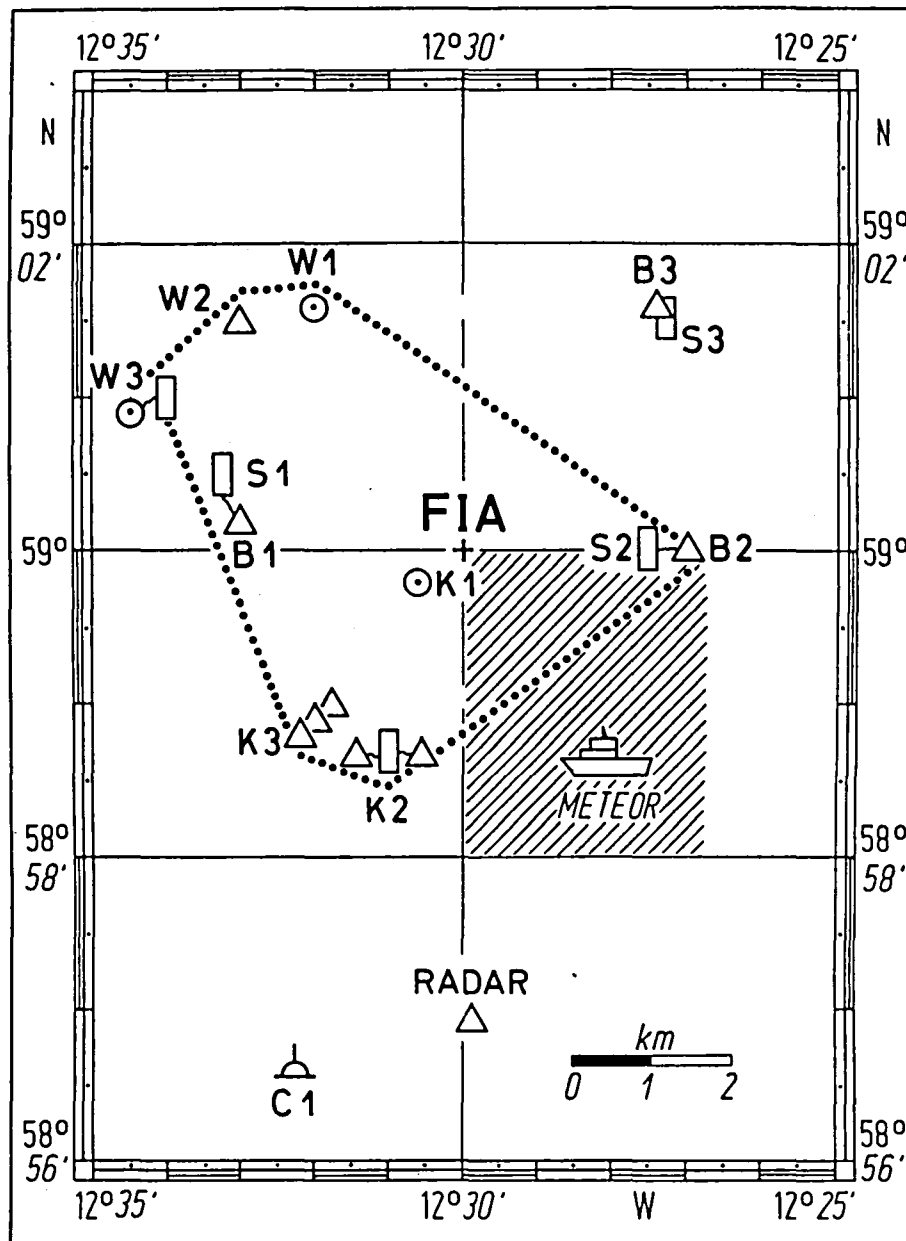 12°35' 12°30' 12°25'
N N
59° 59°
02' 02'
W1
B3
W2
S3
W3
S1
FIA
B1
S2 B2
59° 59°
K1
K3
METEOR
K2
58° 58°
58' 58'
RADAR
km
0 1 2
C1
58° 58°
56' 56'
12°35' 12°30' W 12°25'